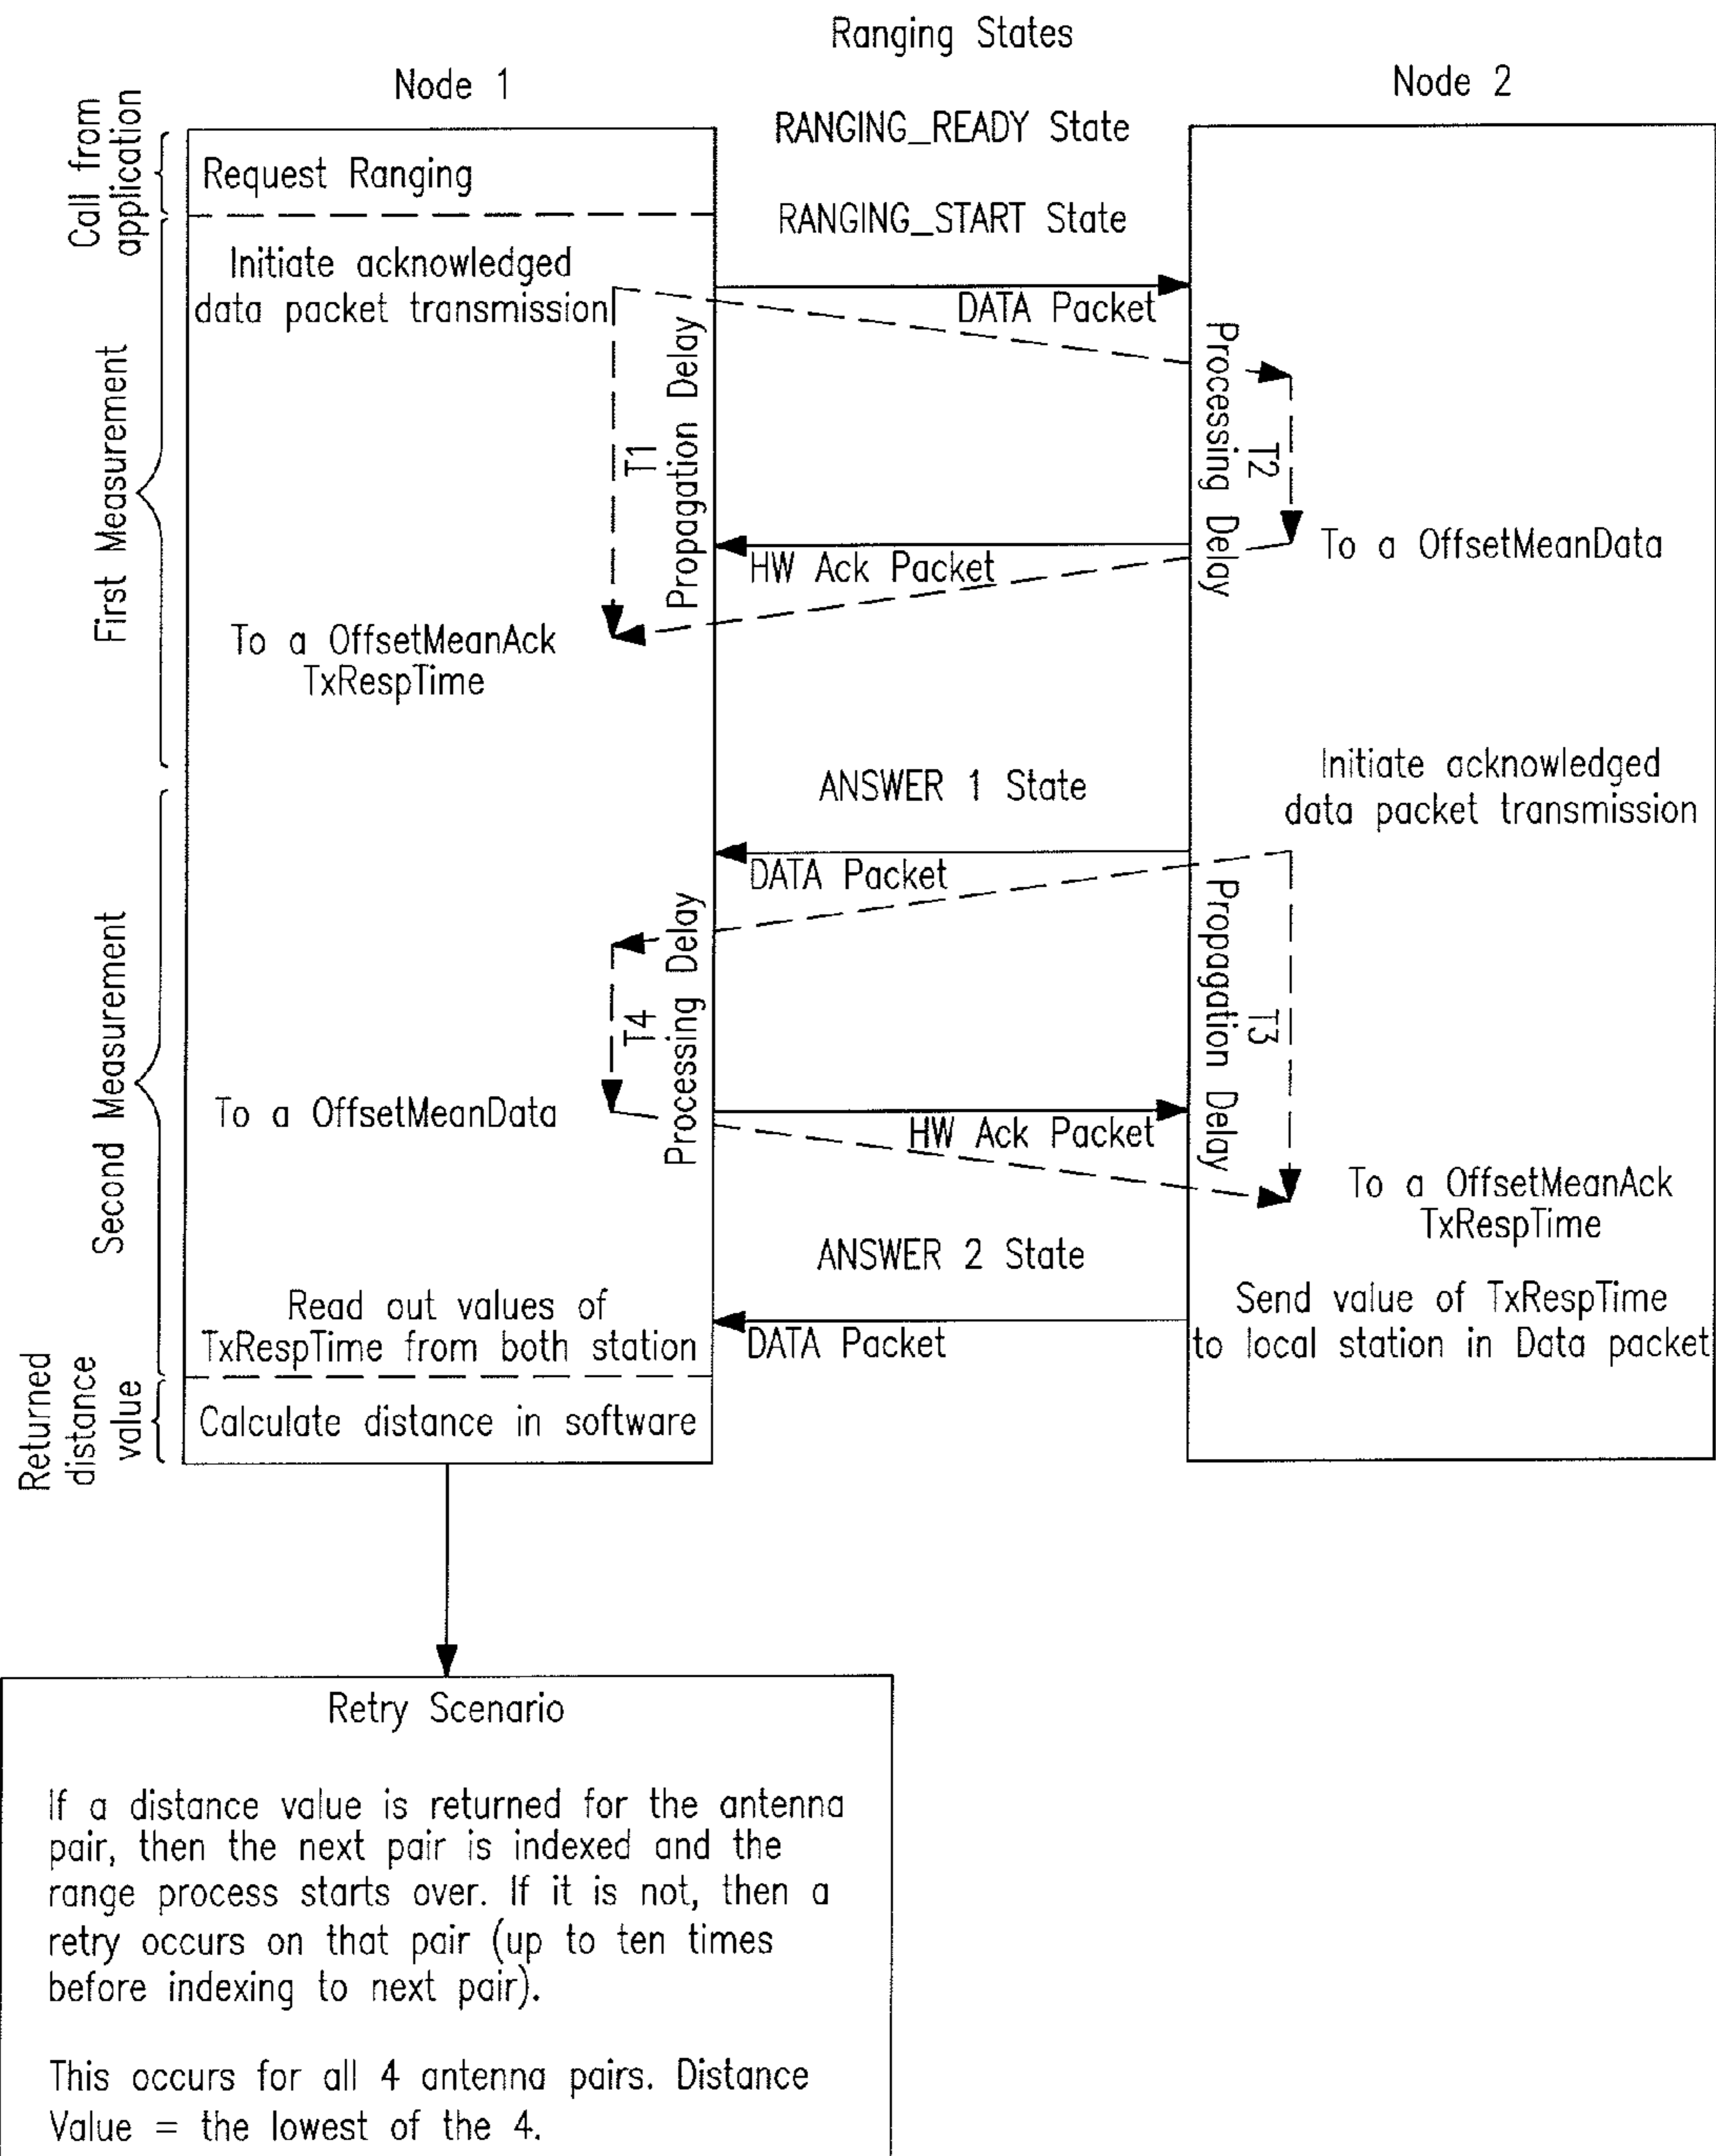 Ranging States
Node 1
Node 2
Call from
application
RANGING_READY State
Request Ranging
RANGING_START State
First Measurement
Initiate acknowledged
data packet transmission
DATA Packet
T1
Propagation Delay
Processing Delay
T2
HW Ack Packet
To a OffsetMeanData
To a OffsetMeanAck
TxRespTime
ANSWER 1 State
Initiate acknowledged
data packet transmission
DATA Packet
Second Measurement
T4
Processing Delay
Propagation Delay
T3
To a OffsetMeanData
HW Ack Packet
To a OffsetMeanAck
TxRespTime
ANSWER 2 State
Read out values of
TxRespTime from both station
DATA Packet
Send value of TxRespTime
to local station in Data packet
Returned
distance
value
Calculate distance in software
Retry Scenario
If a distance value is returned for the antenna
pair, then the next pair is indexed and the
range process starts over. If it is not, then a
retry occurs on that pair (up to ten times
before indexing to next pair).
This occurs for all 4 antenna pairs. Distance
Value = the lowest of the 4.